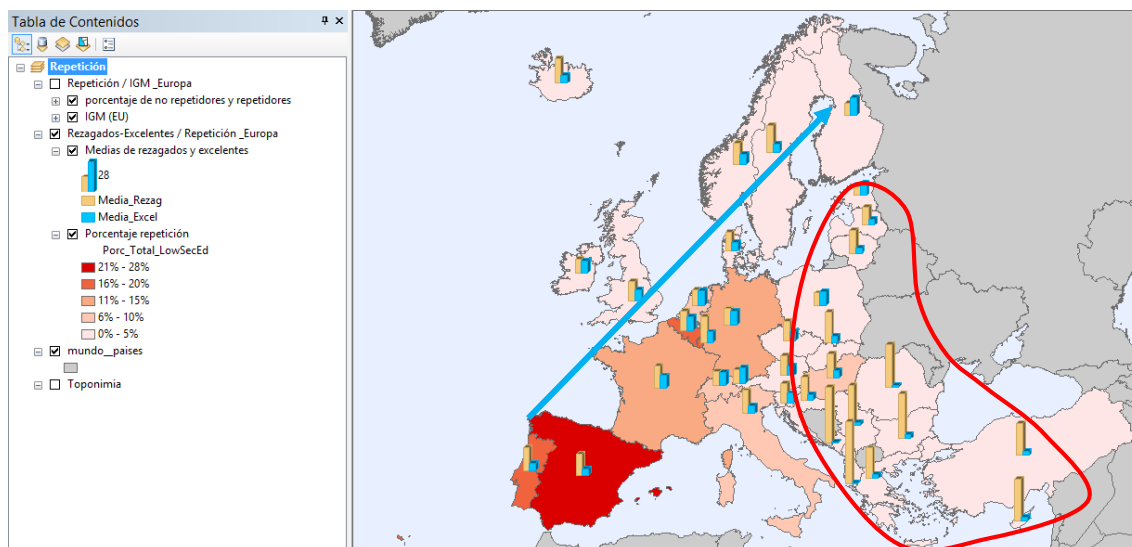 Tabla de Contenidos
Repetición
Repetición / IGM _Europa
porcentaje de no repetidores y repetidores
IGM (EU)
Rezagados-Excelentes / Repetición _Europa
Medias de rezagados y excelentes
28
Media_Rezag
Media_Excel
Porcentaje repetición
Porc_Total_LowSecEd
21% - 28%
16% - 20%
11% - 15%
6% - 10%
0% - 5%
mundo__paises
Toponimia